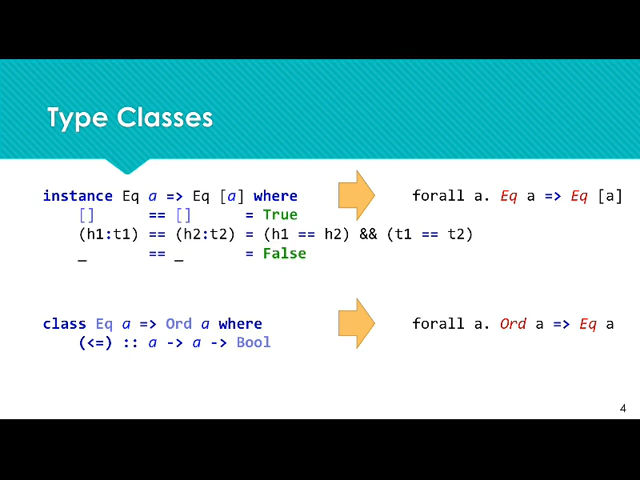 Type Classes
instance Eq a => Eq [a] where
[] == [] = True
(h1:t1) == (h2:t2) = (h1 == h2) && (t1 == t2)
_ == _ = False
forall a. Eq a => Eq [a]
class Eq a => Ord a where
(<=) :: a -> a -> Bool
forall a. Ord a => Eq a
4